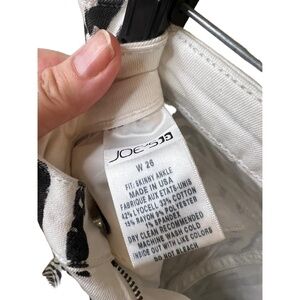 JOE'S
W 28
FIT: SKINNY ANKLE
MADE IN USA
FABRIQUE AUX ETATS-UNIS
42% LYOCELL 33% COTTON
15% RAYON 9% POLYESTER
1% SPANDEX
DRY CLEAN RECOMMENDED
MACHINE WASH COLD
INSIDE OUT WITH LIKE COLORS
DO NOT BLEACH